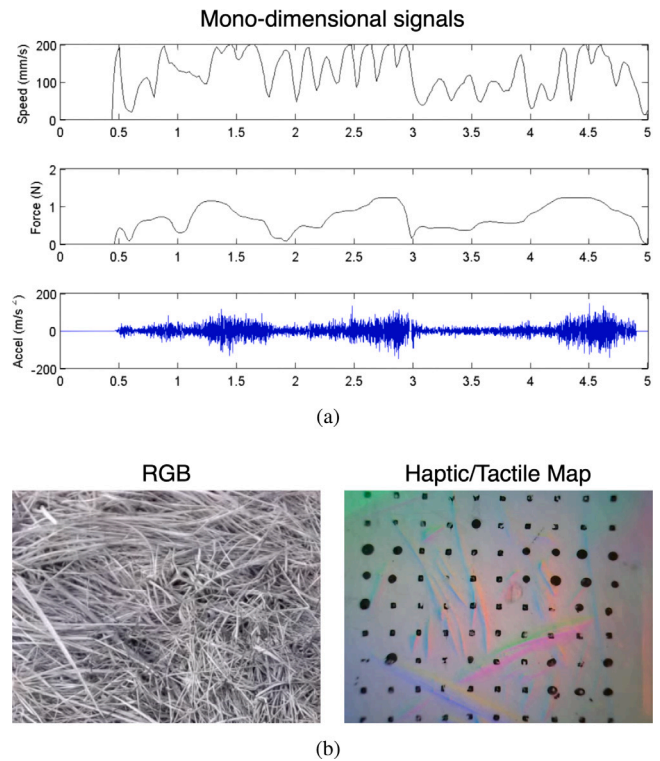 Mono-dimensional signals
Speed (mm/s)
200
100
0
0 0.5 1 1.5 2 2.5 3 3.5 4 4.5 5
Force (N)
2
1
0
0 0.5 1 1.5 2 2.5 3 3.5 4 4.5 5
Accel (m/s²)
200
0
-200
0 0.5 1 1.5 2 2.5 3 3.5 4 4.5 5
(a)
RGB Haptic/Tactile Map
(b)